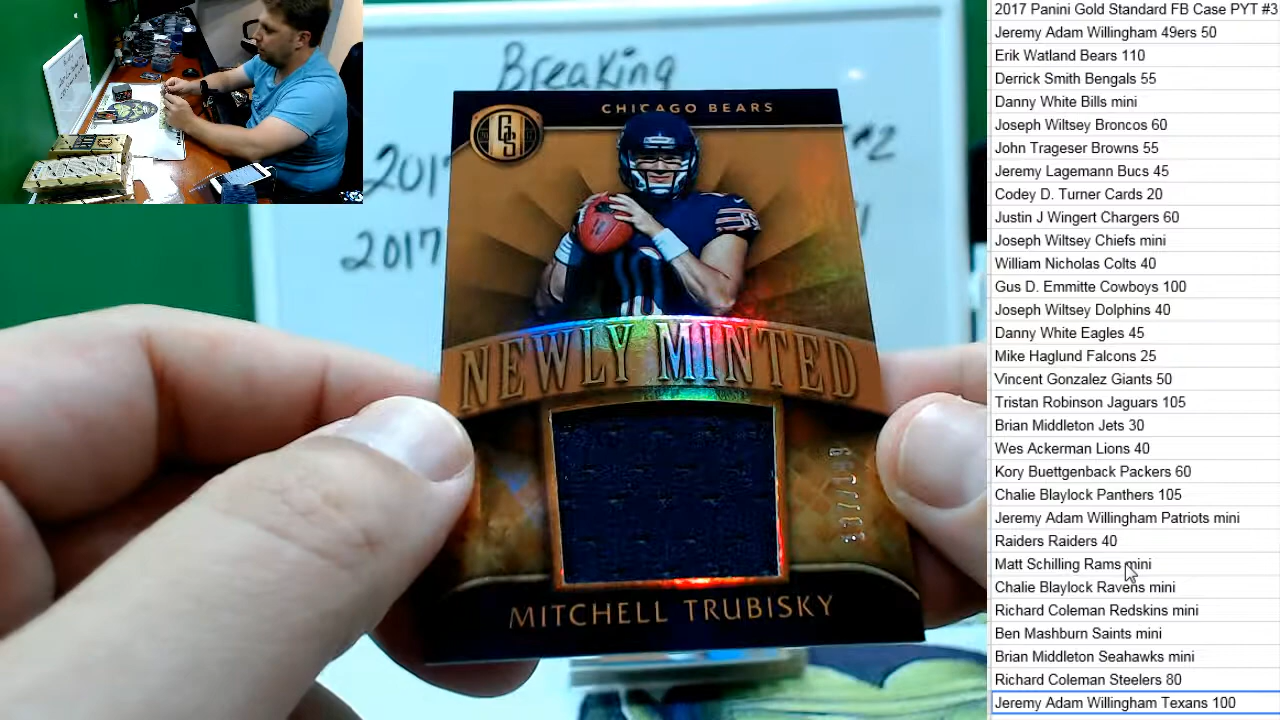 Breaking
#2
2017
2017
CHICAGO BEARS
GS
NEWLY MINTED
MITCHELL TRUBISKY
2017 Panini Gold Standard FB Case PYT #3
Jeremy Adam Willingham 49ers 50
Erik Watland Bears 110
Derrick Smith Bengals 55
Danny White Bills mini
Joseph Wiltsey Broncos 60
John Trageser Browns 55
Jeremy Lagemann Bucs 45
Codey D. Turner Cards 20
Justin J Wingert Chargers 60
Joseph Wiltsey Chiefs mini
William Nicholas Colts 40
Gus D. Emmitte Cowboys 100
Joseph Wiltsey Dolphins 40
Danny White Eagles 45
Mike Haglund Falcons 25
Vincent Gonzalez Giants 50
Tristan Robinson Jaguars 105
Brian Middleton Jets 30
Wes Ackerman Lions 40
Kory Buettgenback Packers 60
Chalie Blaylock Panthers 105
Jeremy Adam Willingham Patriots mini
Raiders Raiders 40
Matt Schilling Rams mini
Chalie Blaylock Ravens mini
Richard Coleman Redskins mini
Ben Mashburn Saints mini
Brian Middleton Seahawks mini
Richard Coleman Steelers 80
Jeremy Adam Willingham Texans 100